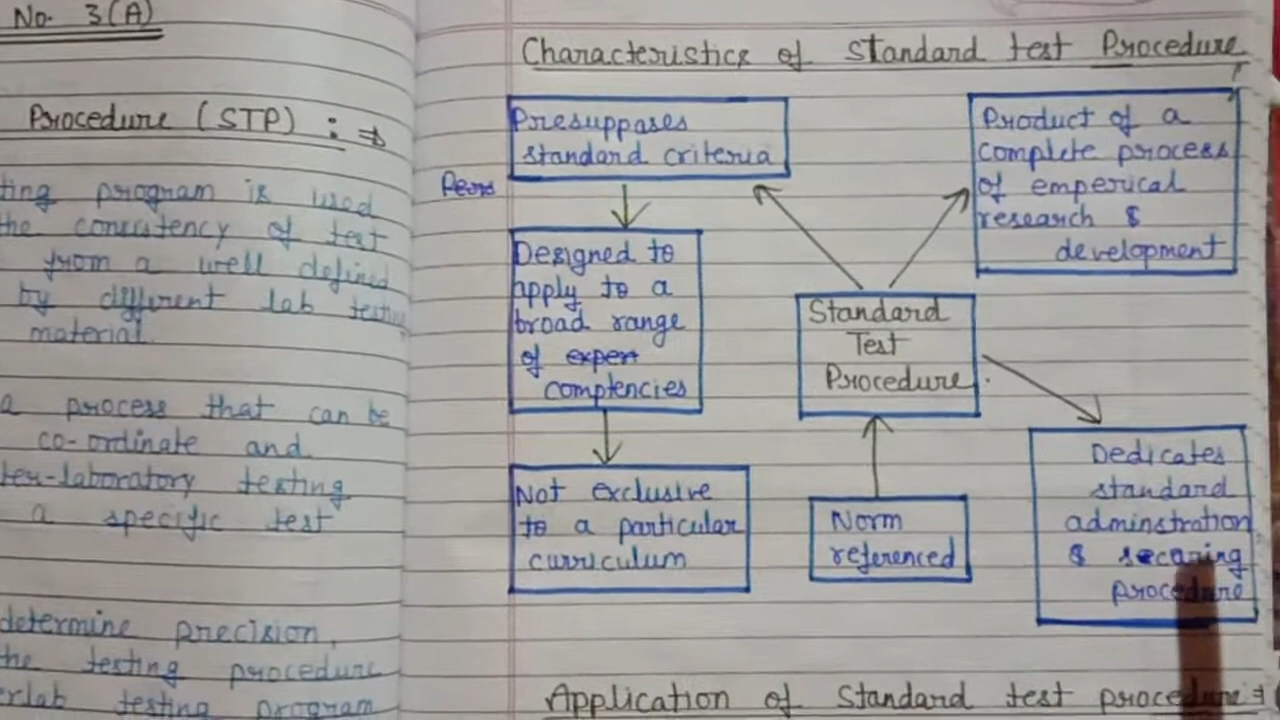 No. 3(A)
Procedure (STP) : ⇒
ting program is used
the consistency of test
from a well defined
by different lab testing
material.
a process that can be
co-ordinate and
ter-laboratory testing
a specific test
determine precision,
the testing procedure
erlab testing program
Characteristics of Standard test Procedure
Presuppases
standard criteria
Designed to
apply to a
broad range
of expert
comptencies
Not exclusive
to a particular
curriculum
Standard
Test
Procedure.
Norm
referenced
Product of a
complete process
of emperical
research &
development
Dedicates
standard
adminstration
& secaring
procedure
Application of Standard test procedure